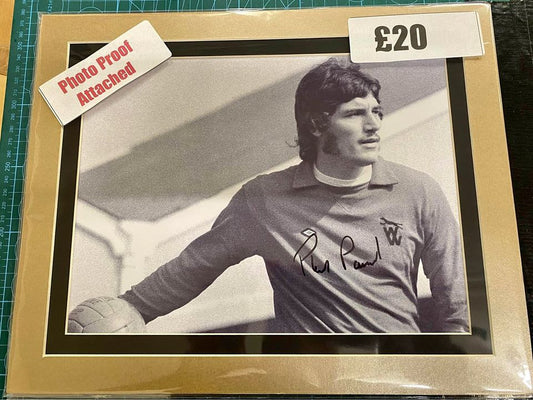 Photo Proof
Attached
£20
Phil Parkes